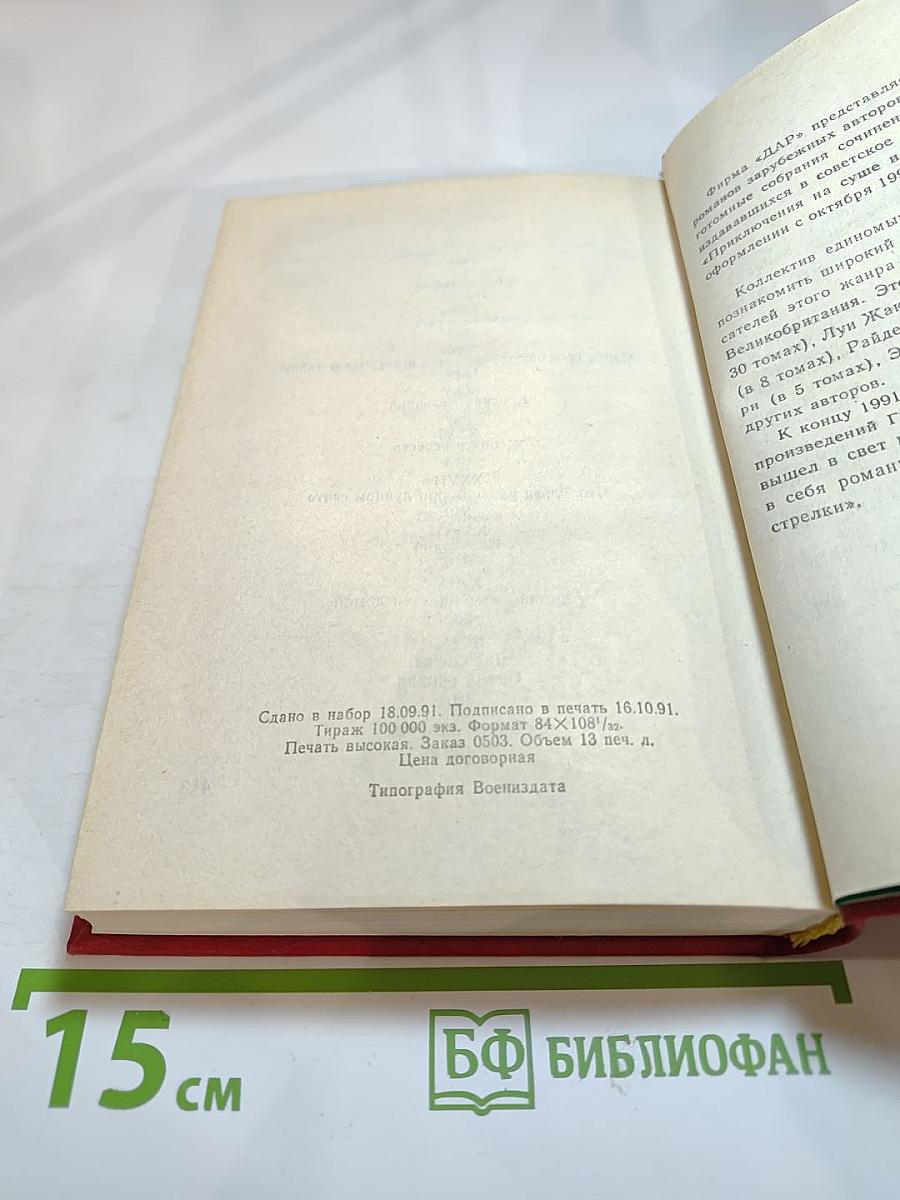 Сдано в набор 18.09.91. Подписано в печать 16.10.91.
Тираж 100 000 экз. Формат 84×108¹/₃₂.
Печать высокая. Заказ 0503. Объем 13 печ. л.
Цена договорная
Типография Воениздата
Фирма «ДАР» представля
романов зарубежных авторов
готомные собрания сочинен
издававшихся в советское
«Приключения на суше и
оформлении с октября 199
Коллектив единомы
познакомить широкий
сателей этого жанра
Великобритания. Это
30 томах), Луи Жак
(в 8 томах), Райде
ри (в 5 томах), Э
других авторов.
К концу 1991
произведений Г
вышел в свет
в себя роман
стрелки».
15 см
БФ БИБЛИОФАН